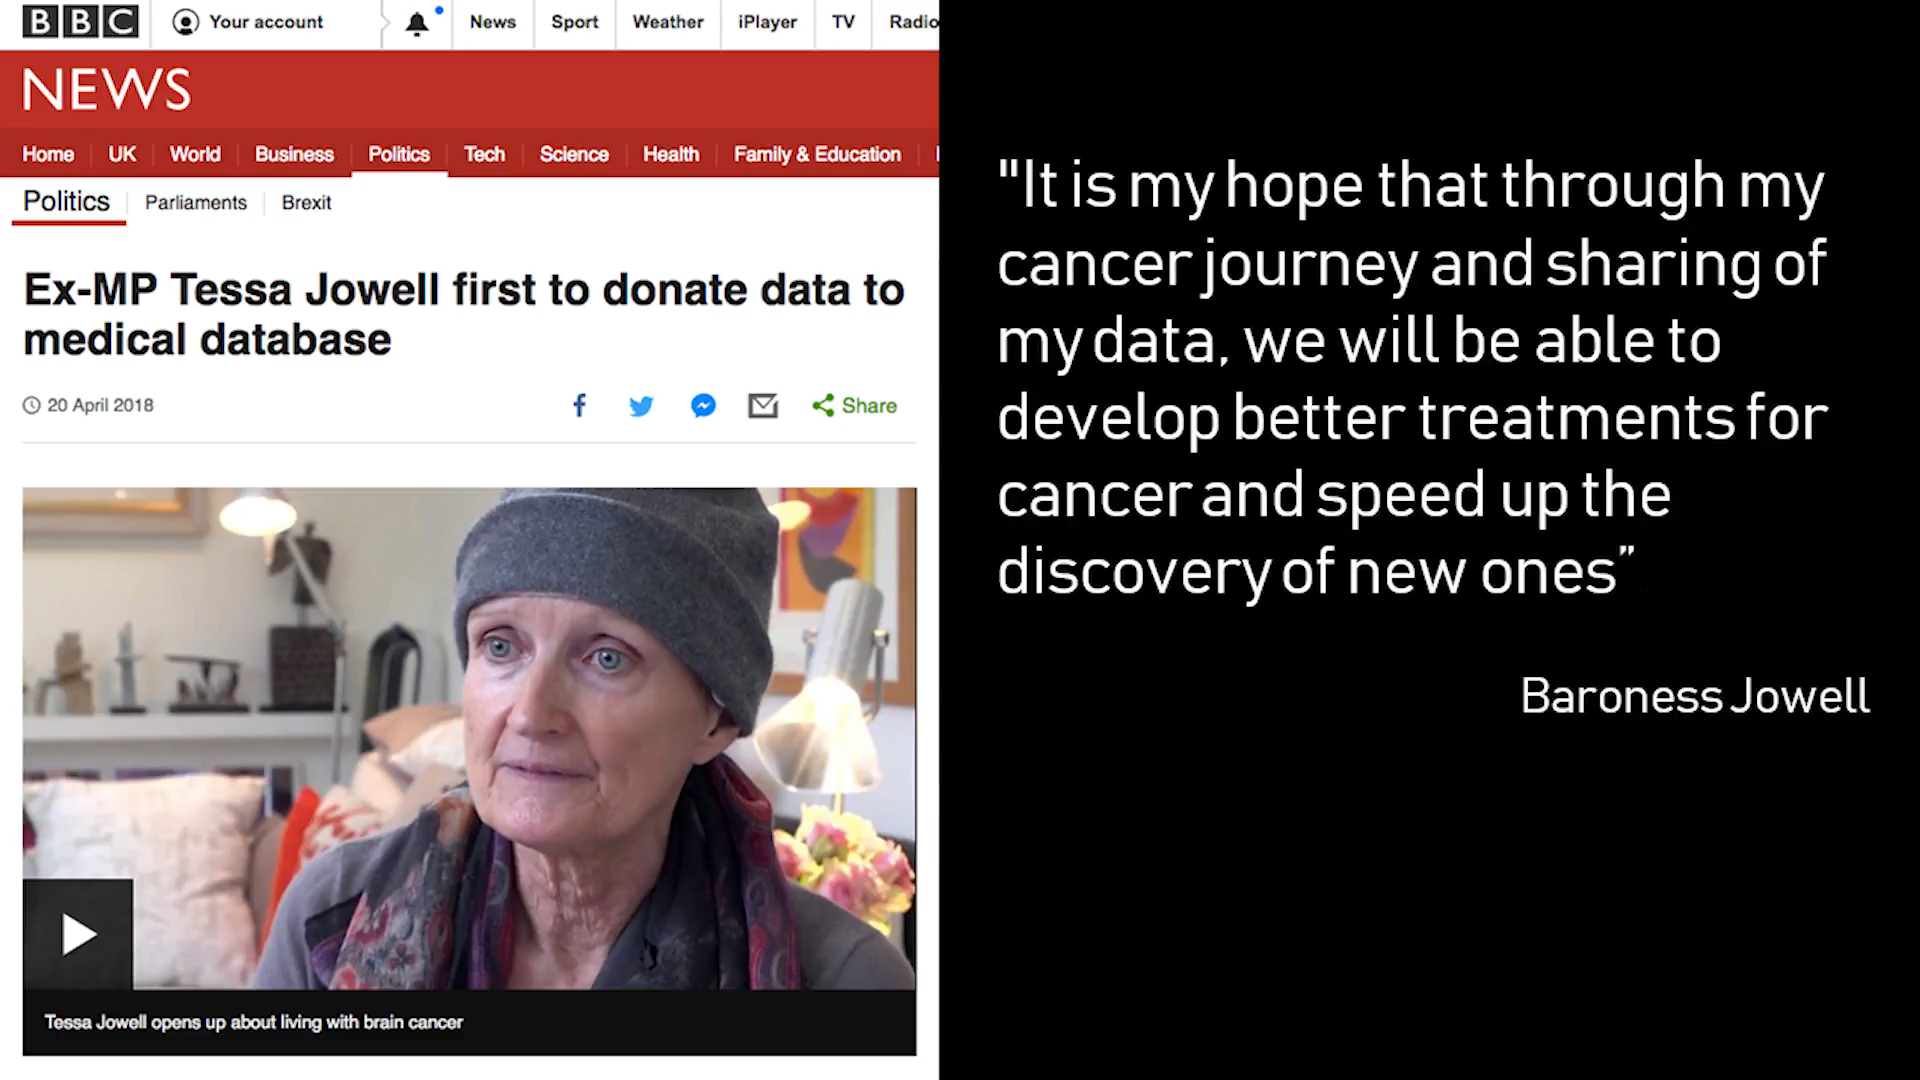 BBC
Your account
News
Sport
Weather
iPlayer
TV
Radio
NEWS
Home
UK
World
Business
Politics
Tech
Science
Health
Family & Education
Politics
Parliaments
Brexit
Ex-MP Tessa Jowell first to donate data to
medical database
20 April 2018
f
Share
Tessa Jowell opens up about living with brain cancer
"It is my hope that through my
cancer journey and sharing of
my data, we will be able to
develop better treatments for
cancer and speed up the
discovery of new ones”
Baroness Jowell